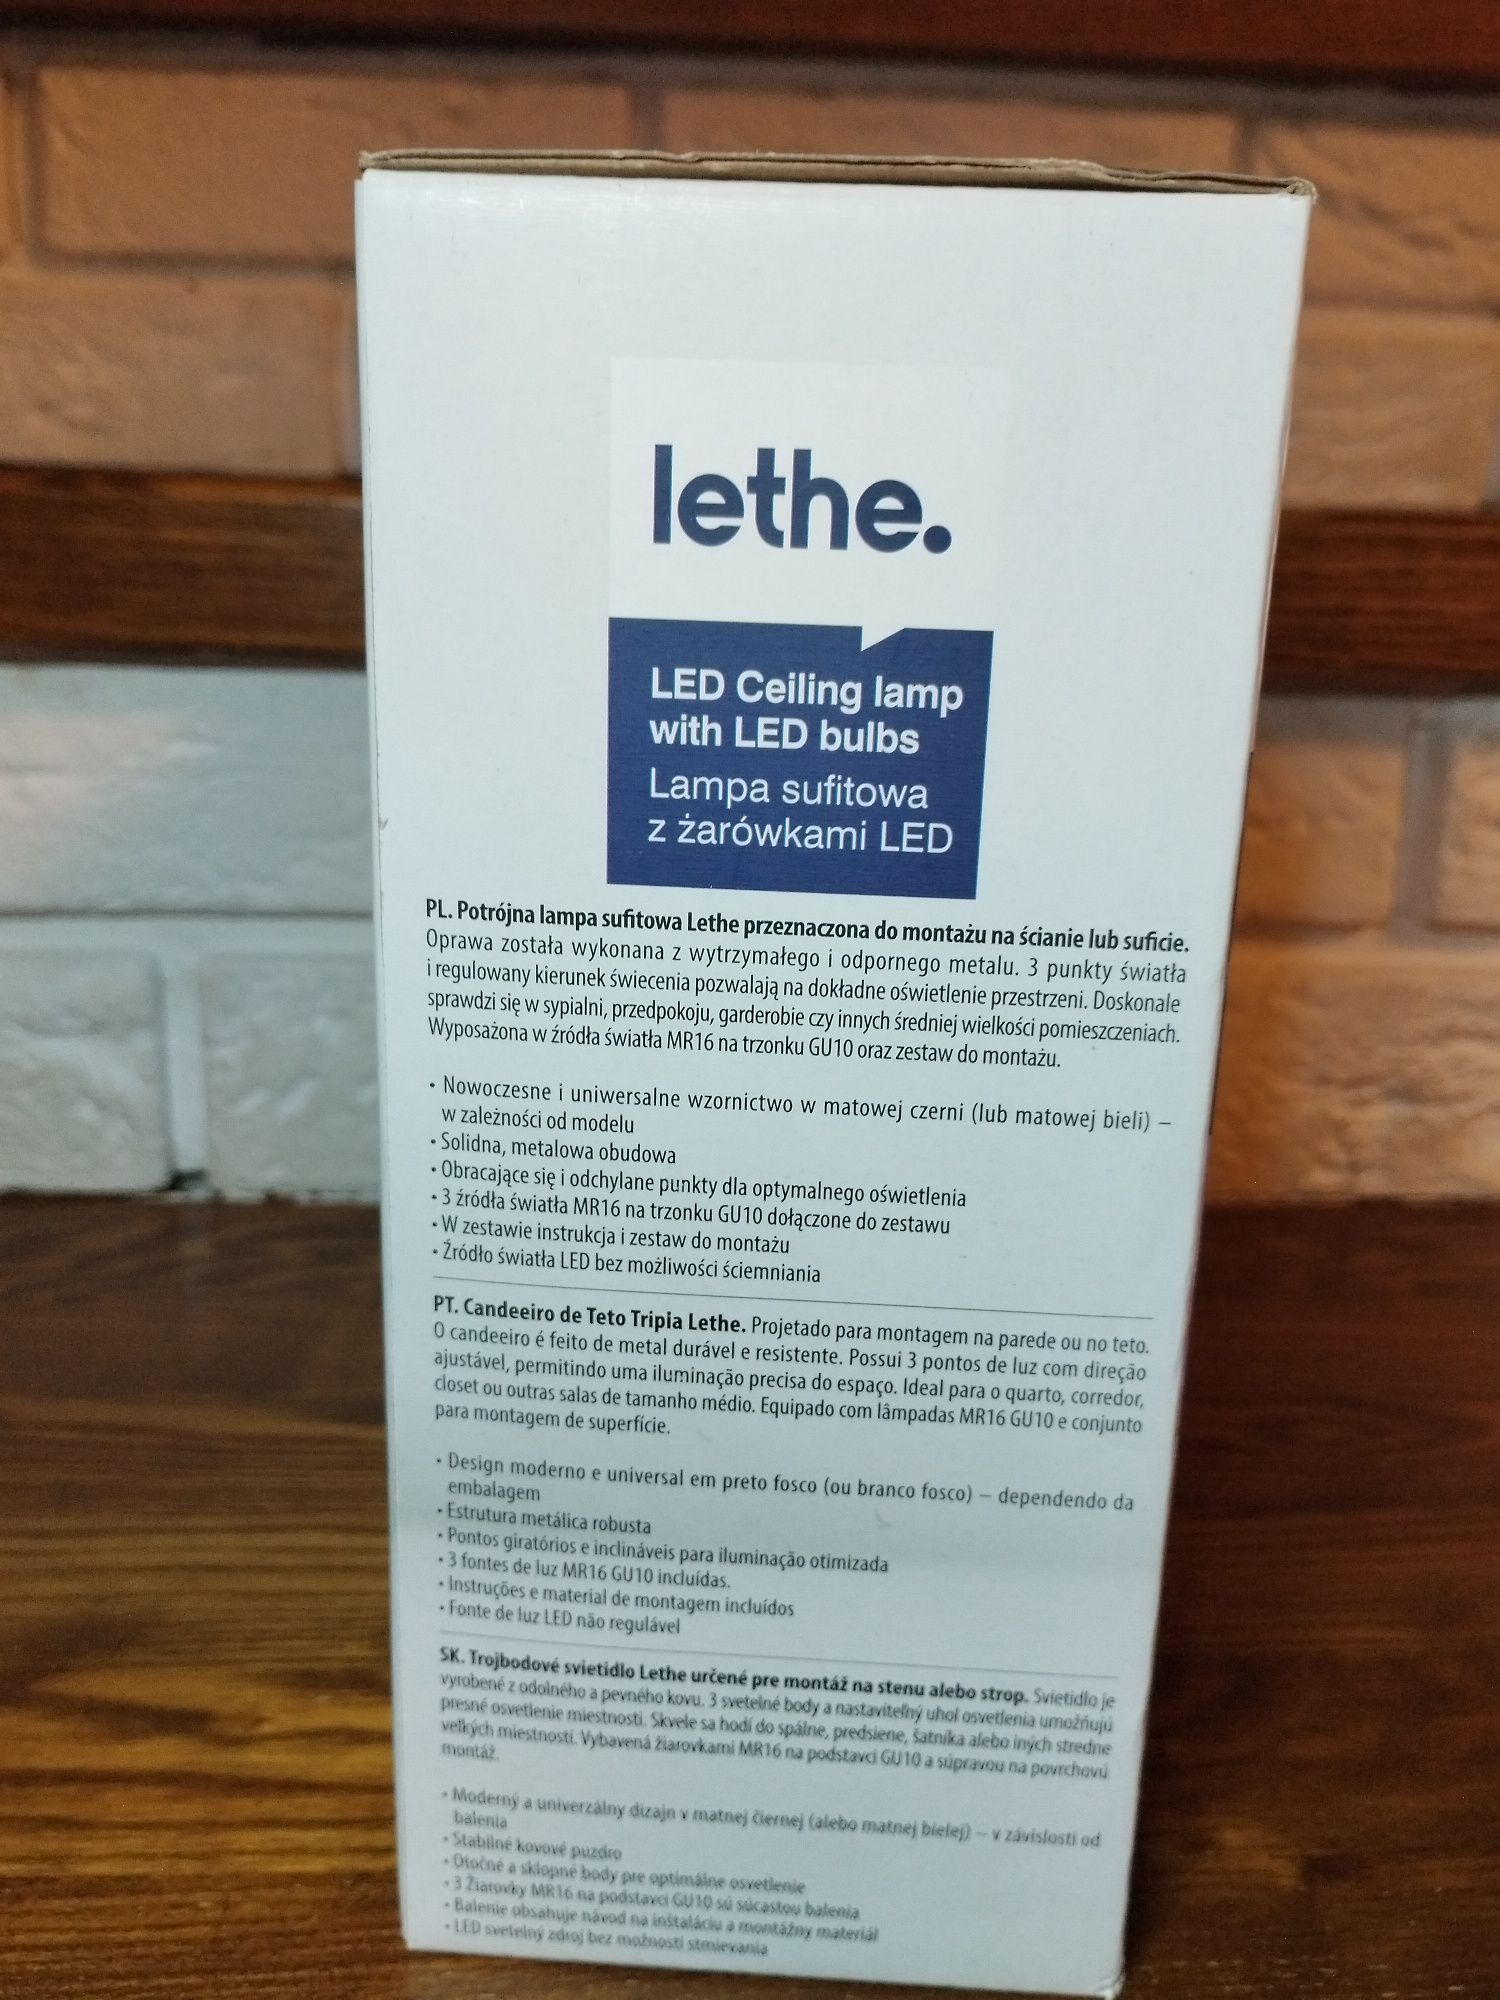 lethe.
LED Ceiling lamp
with LED bulbs
Lampa sufitowa
z żarówkami LED
PL. Potrójna lampa sufitowa Lethe przeznaczona do montażu na ścianie lub suficie.
Oprawa została wykonana z wytrzymałego i odpornego metalu. 3 punkty światła
i regulowany kierunek świecenia pozwalają na dokładne oświetlenie przestrzeni. Doskonale
sprawdzi się w sypialni, przedpokoju, garderobie czy innych średniej wielkości pomieszczeniach.
Wyposażona w źródła światła MR16 na trzonku GU10 oraz zestaw do montażu.
• Nowoczesne i uniwersalne wzornictwo w matowej czerni (lub matowej bieli) –
w zależności od modelu
• Solidna, metalowa obudowa
• Obracające się i odchylane punkty dla optymalnego oświetlenia
• 3 źródła światła MR16 na trzonku GU10 dołączone do zestawu
• W zestawie instrukcja i zestaw do montażu
• Źródło światła LED bez możliwości ściemniania
PT. Candeeiro de Teto Tripia Lethe. Projetado para montagem na parede ou no teto.
O candeeiro é feito de metal durável e resistente. Possui 3 pontos de luz com direção
ajustável, permitindo uma iluminação precisa do espaço. Ideal para o quarto, corredor,
closet ou outras salas de tamanho médio. Equipado com lâmpadas MR16 GU10 e conjunto
para montagem de superfície.
• Design moderno e universal em preto fosco (ou branco fosco) – dependendo da
embalagem
• Estrutura metálica robusta
• Pontos giratórios e inclináveis para iluminação otimizada
• 3 fontes de luz MR16 GU10 incluídas.
• Instruções e material de montagem incluídos
• Fonte de luz LED não regulável
SK. Trojbodové svietidlo Lethe určené pre montáž na stenu alebo strop. Svietidlo je
vyrobené z odolného a pevného kovu. 3 svetelné body a nastaviteľný uhol osvetlenia umožňujú
presné osvetlenie miestnosti. Skvele sa hodí do spálne, predsiene, šatníka alebo iných stredne
veľkých miestností. Vybavená žiarovkami MR16 na podstavci GU10 a súpravou na povrchovú
montáž.
• Moderný a univerzálny dizajn v matnej čiernej (alebo matnej bielej) – v závislosti od
balenia
• Stabilné kovové puzdro
• Otočné a sklopné body pre optimálne osvetlenie
• 3 Žiarovky MR16 na podstavci GU10 sú súčasťou balenia
• Balenie obsahuje návod na inštaláciu a montážny materiál
• LED svetelný zdroj bez možnosti stmievania